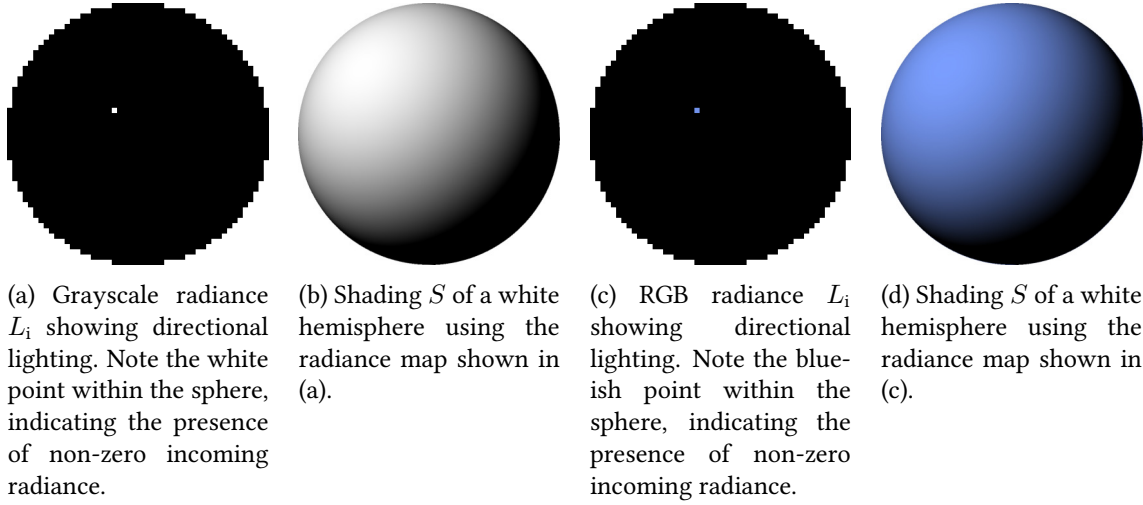 (a) Grayscale radiance
L_i showing directional
lighting. Note the white
point within the sphere,
indicating the presence
of non-zero incoming
radiance.
(b) Shading S of a white
hemisphere using the
radiance map shown in
(a).
(c) RGB radiance L_i
showing directional
lighting. Note the blue-
ish point within the
sphere, indicating the
presence of non-zero
incoming radiance.
(d) Shading S of a white
hemisphere using the
radiance map shown in
(c).